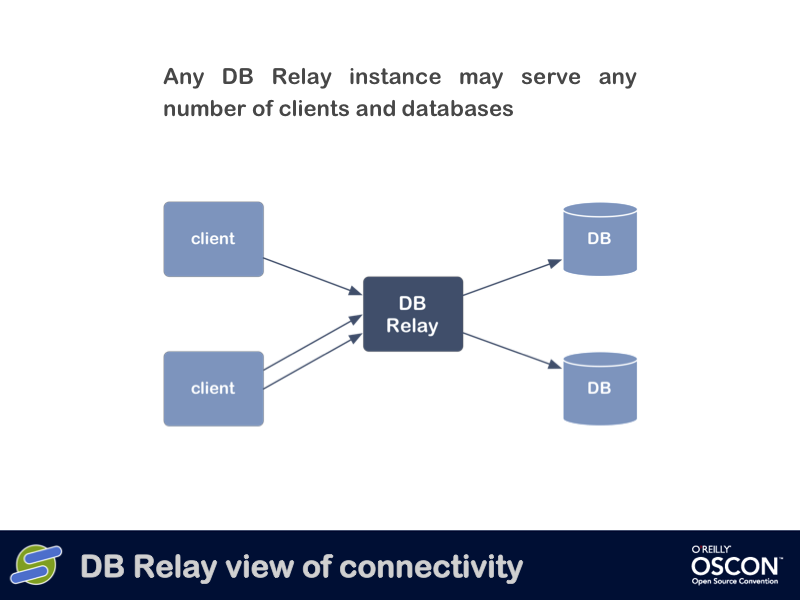 Any DB Relay instance may serve any
number of clients and databases
client
DB
DB
Relay
client
DB
DB Relay view of connectivity
O REILLY
OSCON™
Open Source Convention